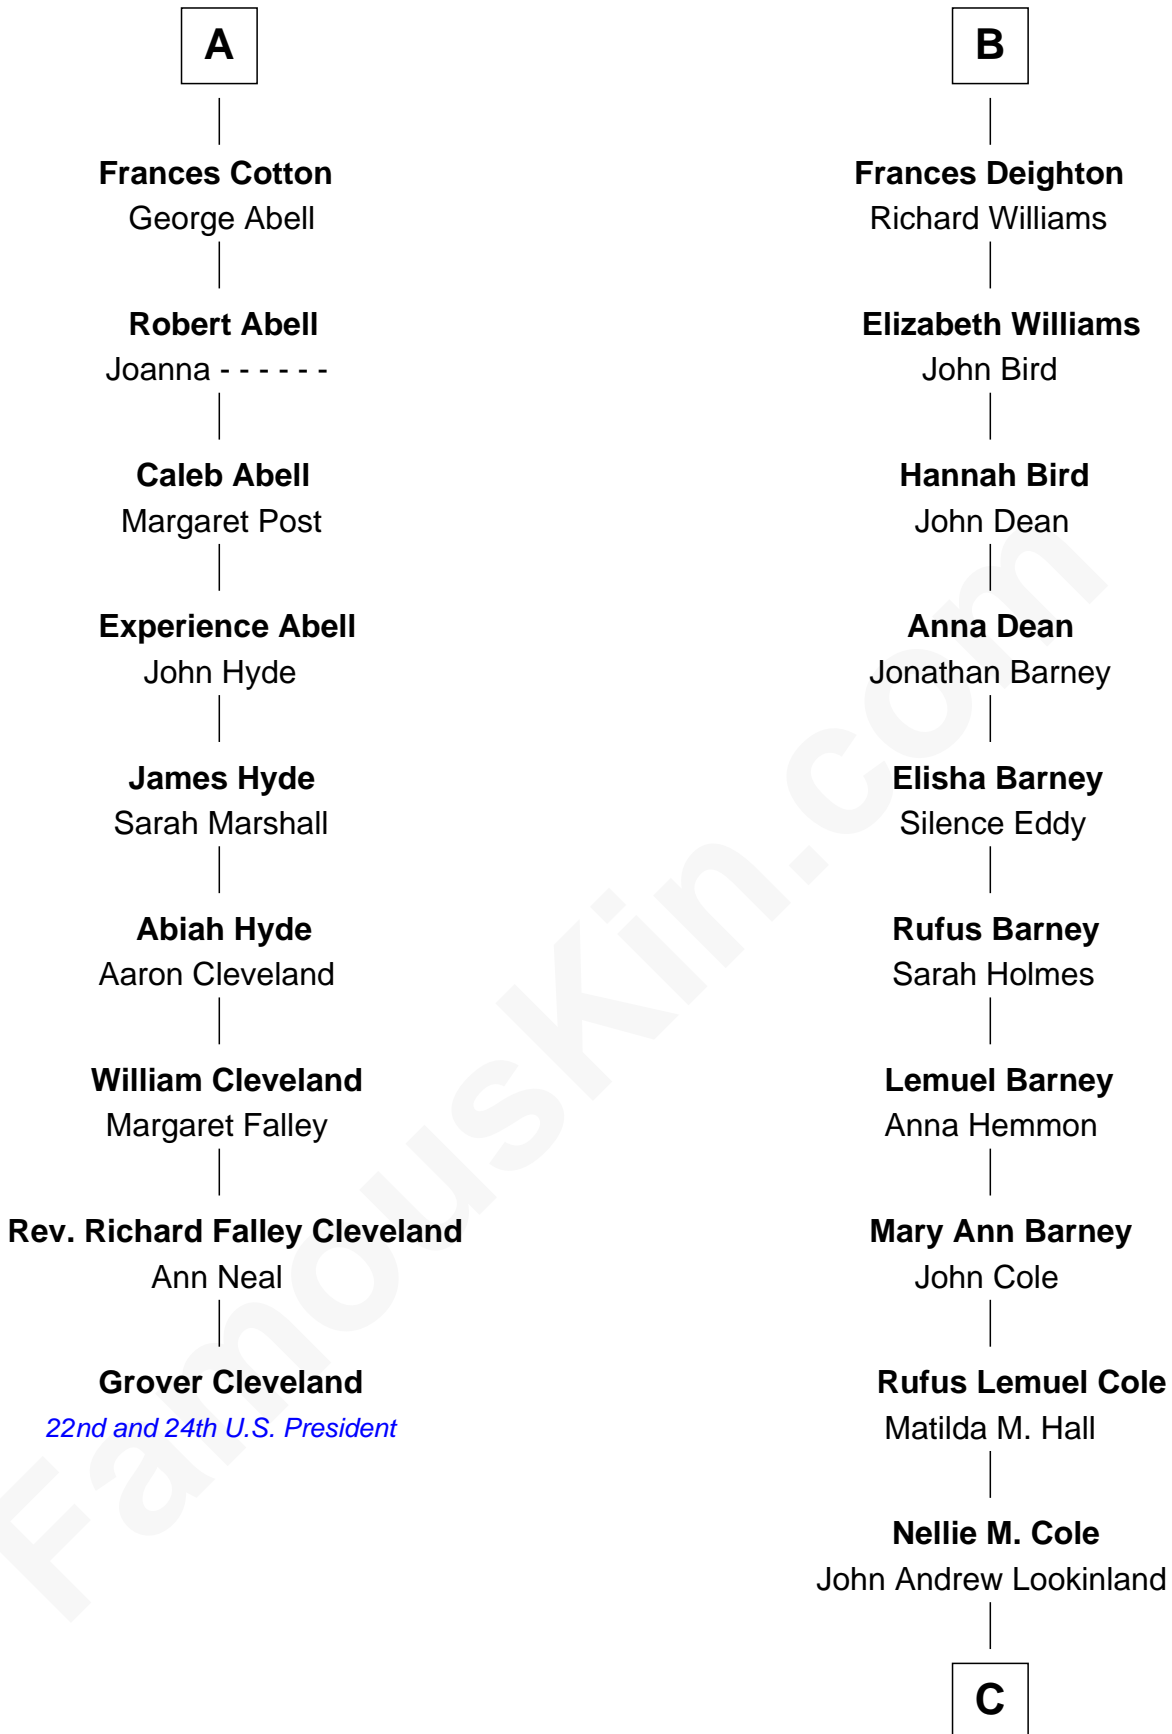 A
Frances Cotton
George Abell
Robert Abell
Joanna - - - - - -
Caleb Abell
Margaret Post
Experience Abell
John Hyde
James Hyde
Sarah Marshall
Abiah Hyde
Aaron Cleveland
William Cleveland
Margaret Falley
Rev. Richard Falley Cleveland
Ann Neal
Grover Cleveland
22nd and 24th U.S. President
B
Frances Deighton
Richard Williams
Elizabeth Williams
John Bird
Hannah Bird
John Dean
Anna Dean
Jonathan Barney
Elisha Barney
Silence Eddy
Rufus Barney
Sarah Holmes
Lemuel Barney
Anna Hemmon
Mary Ann Barney
John Cole
Rufus Lemuel Cole
Matilda M. Hall
Nellie M. Cole
John Andrew Lookinland
C
FamousKin.com